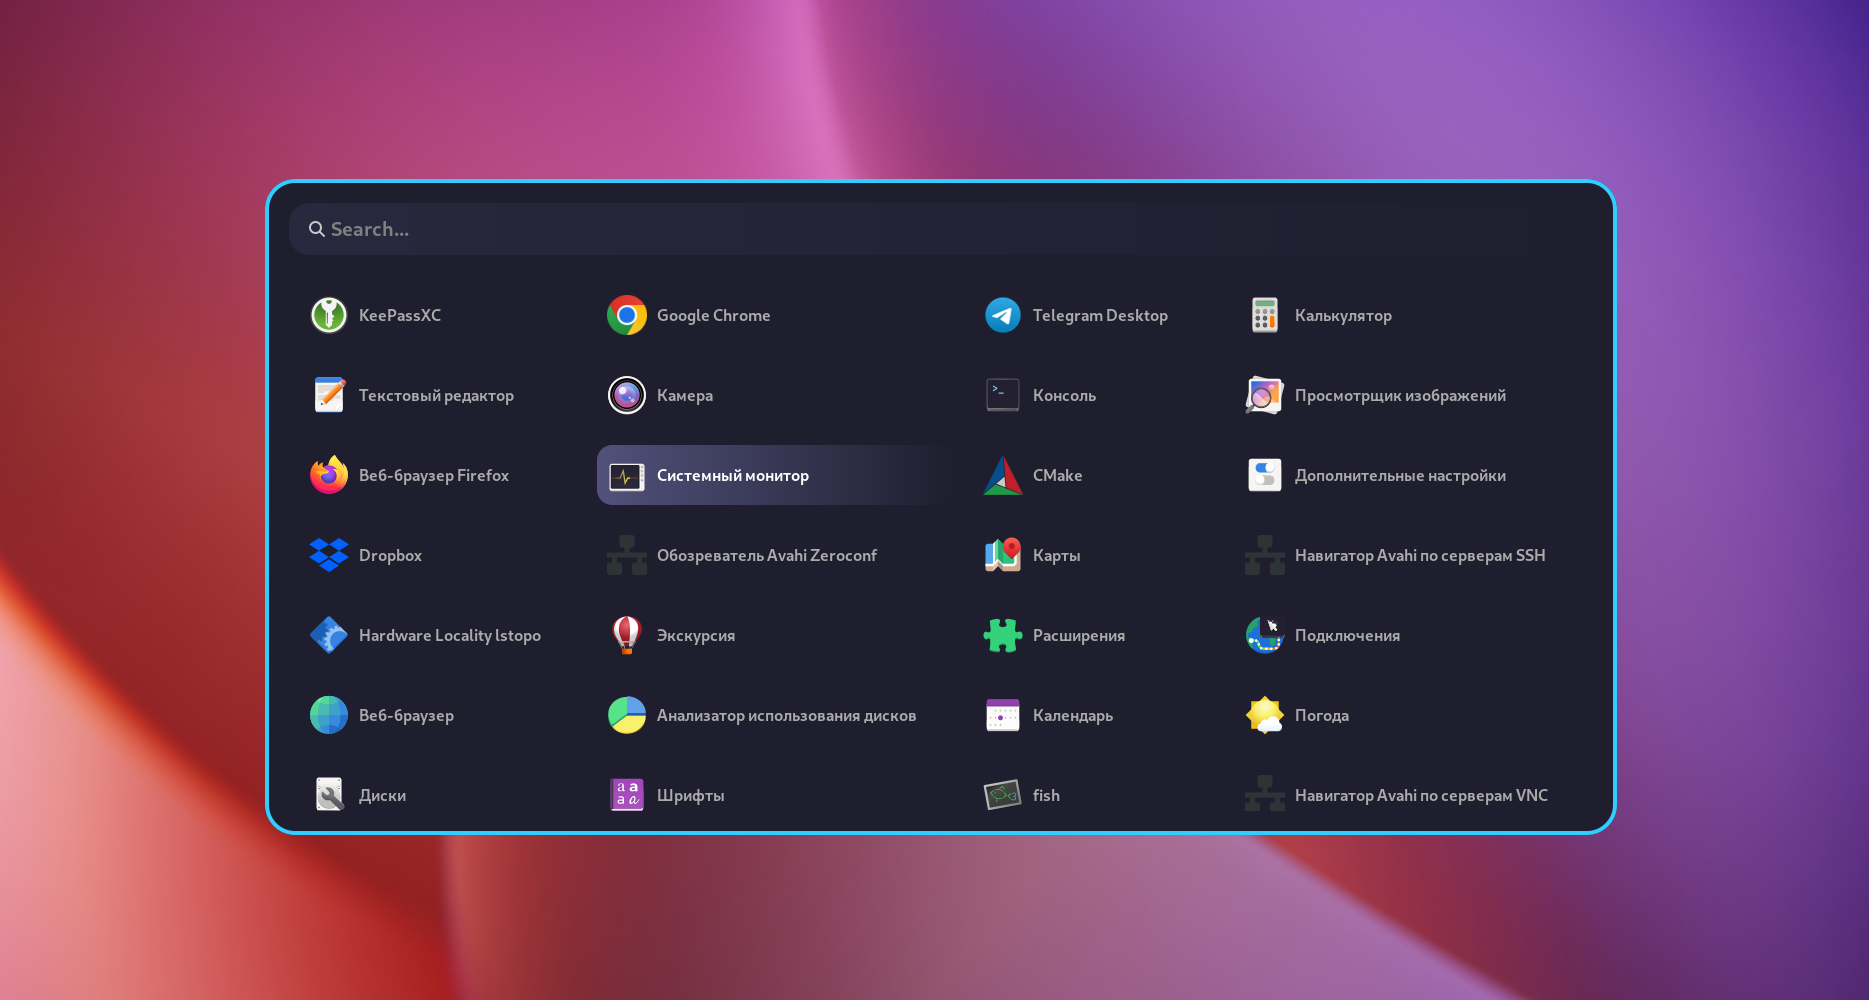 Search...
KeePassXC
Google Chrome
Telegram Desktop
Калькулятор
Текстовый редактор
Камера
Консоль
Просмотрщик изображений
Веб-браузер Firefox
Системный монитор
CMake
Дополнительные настройки
Dropbox
Обозреватель Avahi Zeroconf
Карты
Навигатор Avahi по серверам SSH
Hardware Locality lstopo
Экскурсия
Расширения
Подключения
Веб-браузер
Анализатор использования дисков
Календарь
Погода
Диски
Шрифты
fish
Навигатор Avahi по серверам VNC